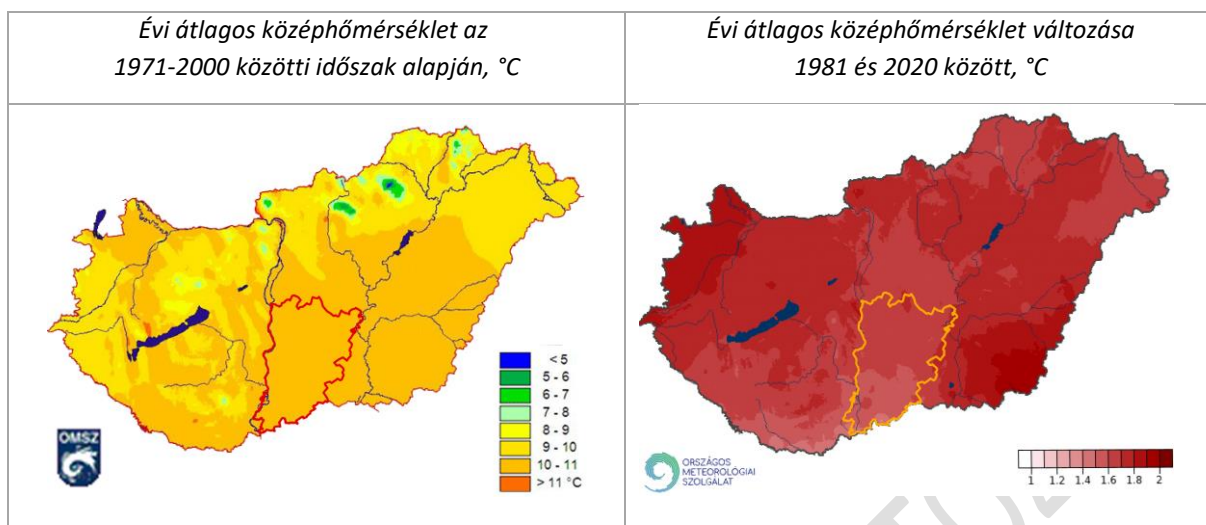 Évi átlagos középhőmérséklet az
1971-2000 közötti időszak alapján, °C
Évi átlagos középhőmérséklet változása
1981 és 2020 között, °C
< 5
5 - 6
6 - 7
7 - 8
8 - 9
9 - 10
10 - 11
> 11 °C
OMSZ
ORSZÁGOS
METEOROLÓGIAI
SZOLGÁLAT
1 1.2 1.4 1.6 1.8 2